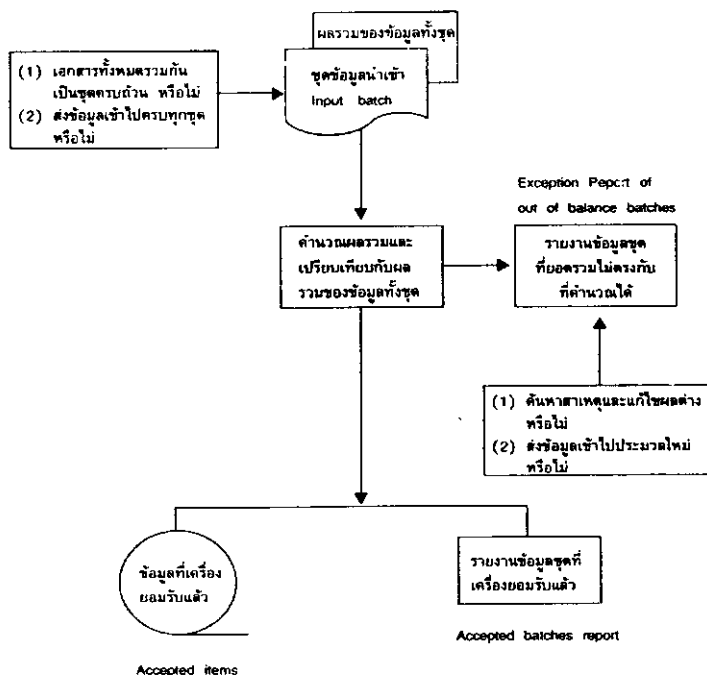 ผลรวมของข้อมูลทั้งชุด
ชุดข้อมูลนำเข้า
Input batch
(1) เอกสารทั้งหมดรวมกัน
เป็นชุดครบถ้วน หรือไม่
(2) ส่งข้อมูลเข้าไปครบทุกชุด
หรือไม่
Exception Pepc:t of
out of balance batches
คำนวณผลรวมและ
เปรียบเทียบกับผล
รวมของข้อมูลทั้งชุด
รายงานข้อมูลชุด
ที่ยอดรวมไม่ตรงกับ
ที่คำนวณได้
(1) ค้นหาสาเหตุและแก้ไขผลต่าง
หรือไม่
(2) ส่งข้อมูลเข้าไปประมวลใหม่
หรือไม่
ข้อมูลที่เครื่อง
ยอมรับแล้ว
รายงานข้อมูลชุดที่
เครื่องยอมรับแล้ว
Accepted batches report
Accepted items